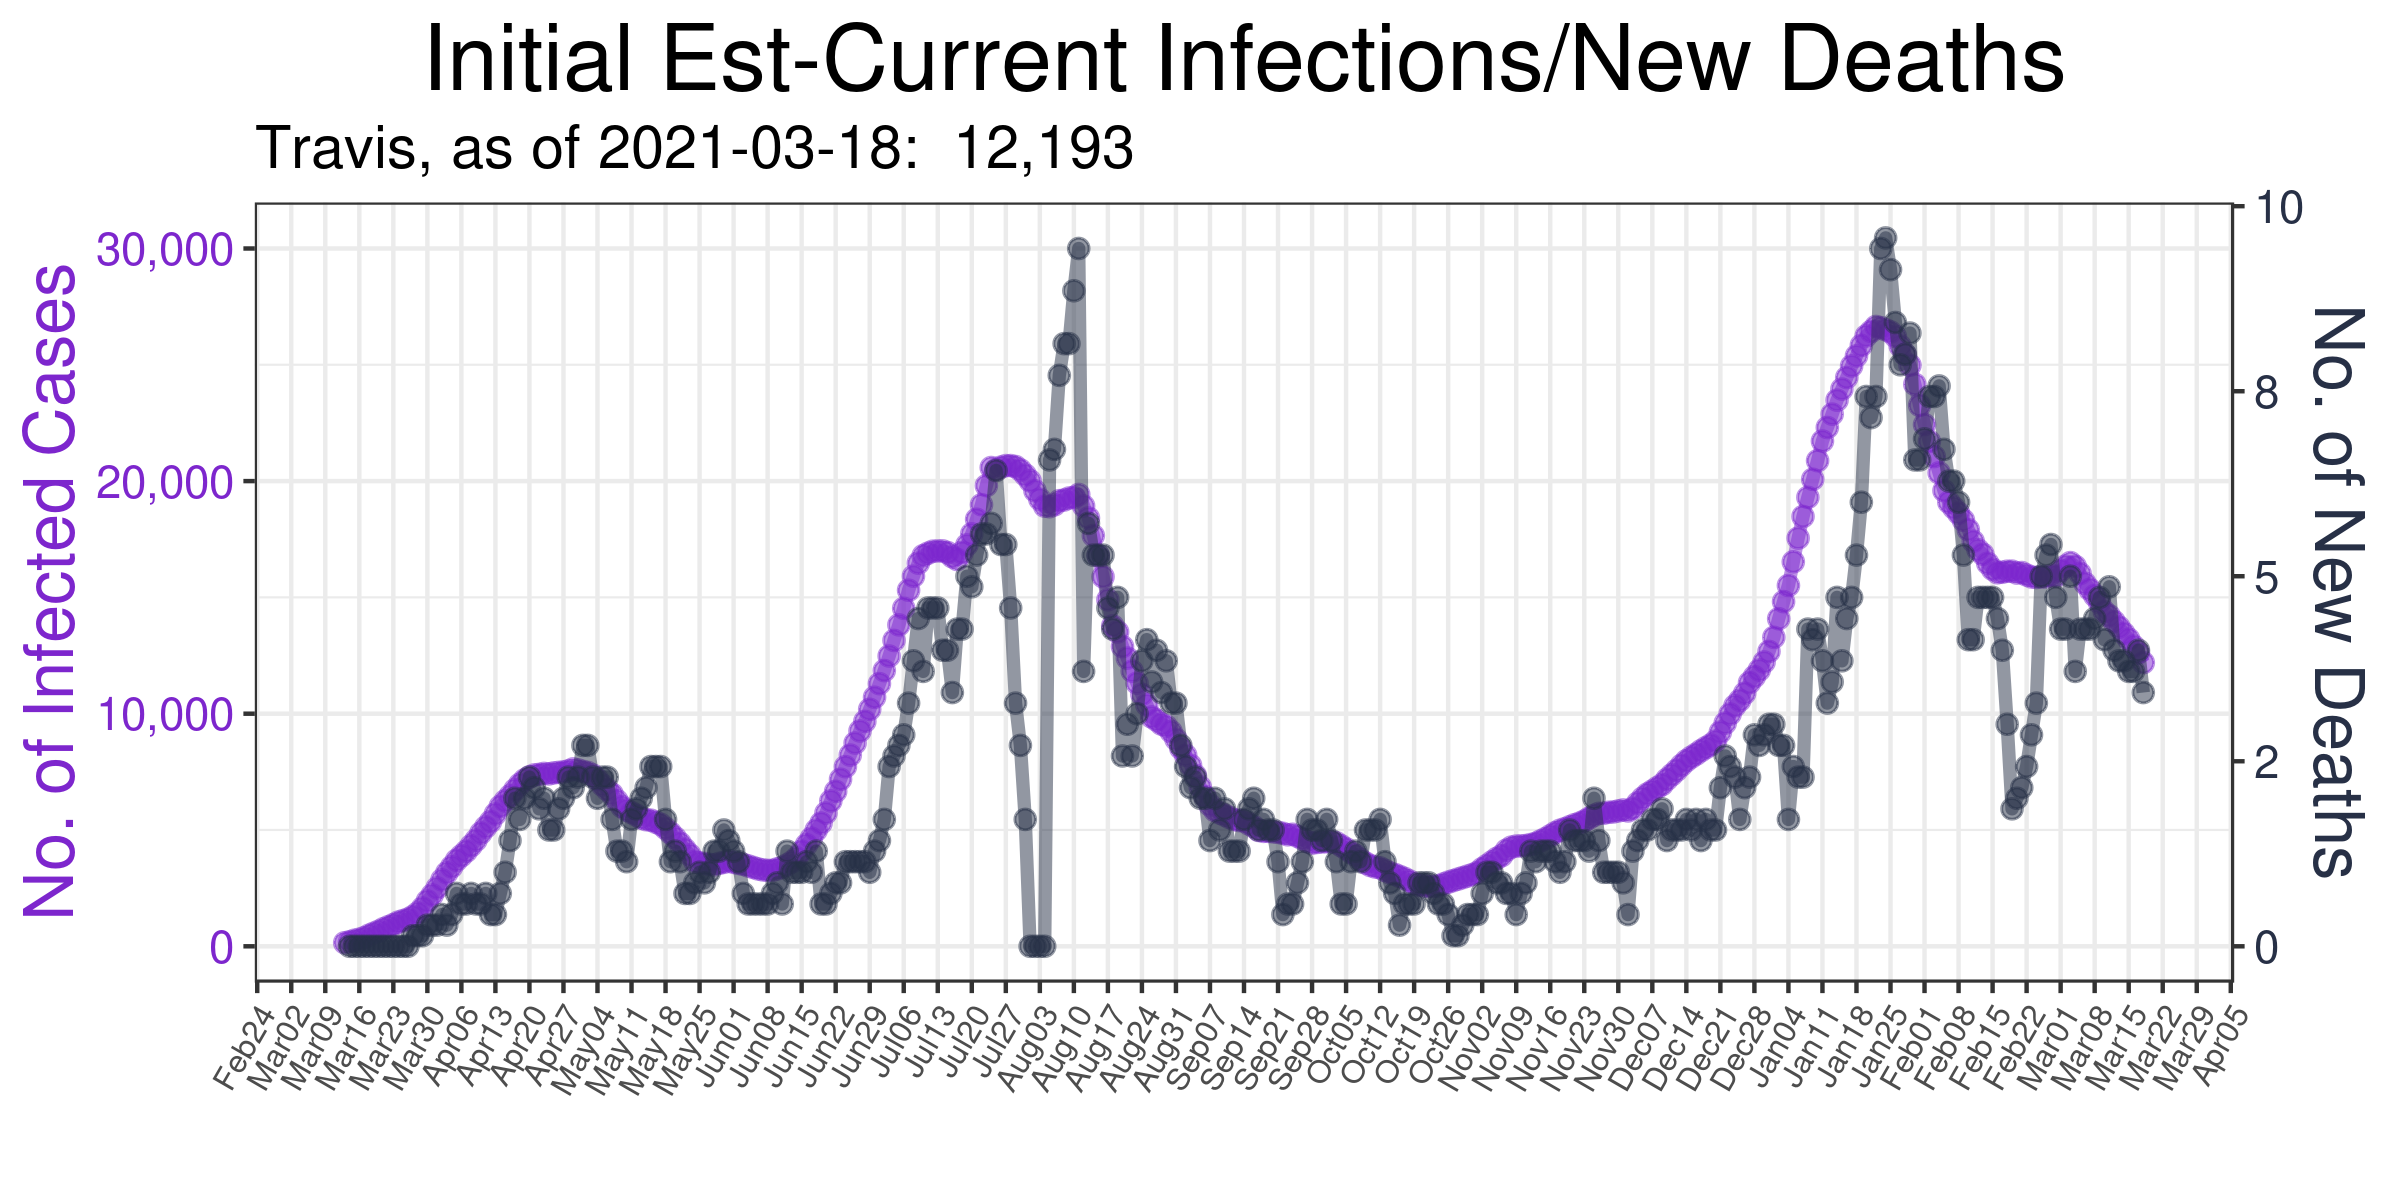 Initial Est-Current Infections/New Deaths
Travis, as of 2021-03-18: 12,193
No. of Infected Cases
30,000
20,000
10,000
0
10
8
5
2
0
No. of New Deaths
Feb24
Mar02
Mar09
Mar16
Mar23
Mar30
Apr06
Apr13
Apr20
Apr27
May04
May11
May18
May25
Jun01
Jun08
Jun15
Jun22
Jun29
Jul06
Jul13
Jul20
Jul27
Aug03
Aug10
Aug17
Aug24
Aug31
Sep07
Sep14
Sep21
Sep28
Oct05
Oct12
Oct19
Oct26
Nov02
Nov09
Nov16
Nov23
Nov30
Dec07
Dec14
Dec21
Dec28
Dec04
Jan11
Jan18
Jan25
Feb01
Feb08
Feb15
Feb22
Mar01
Mar08
Mar15
Mar22
Mar29
Apr05